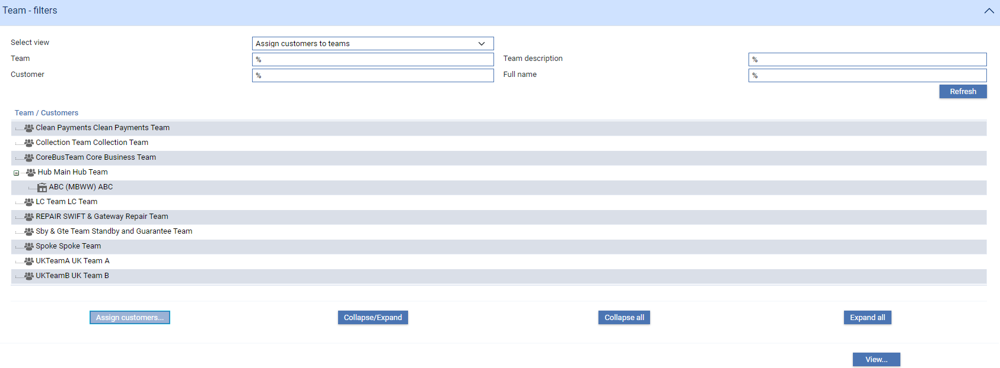 Team - filters
Select view Assign customers to teams
Team % Team description %
Customer % Full name %
Refresh
Team / Customers
Clean Payments Clean Payments Team
Collection Team Collection Team
CoreBusTeam Core Business Team
Hub Main Hub Team
ABC (MBWW) ABC
LC Team LC Team
REPAIR SWIFT & Gateway Repair Team
Sby & Gte Team Standby and Guarantee Team
Spoke Spoke Team
UKTeamA UK Team A
UKTeamB UK Team B
Assign customers... Collapse/Expand Collapse all Expand all
View...